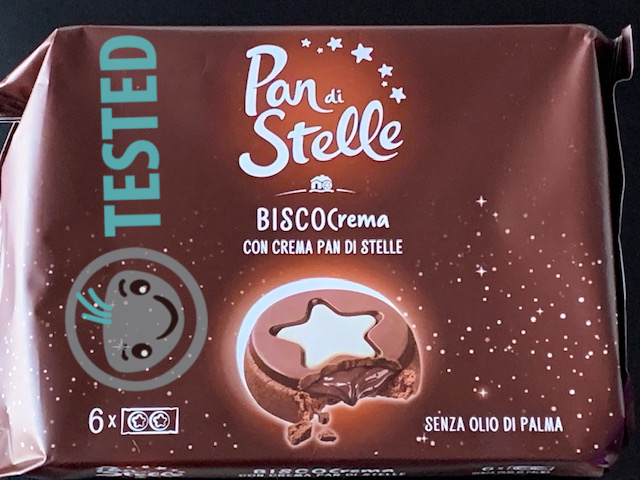 TESTED
Pan di
Stelle
BISCOCrema
CON CREMA PAN DI STELLE
6x
SENZA OLIO DI PALMA
BISCOCrema
CON CREMA PAN DI STELLE